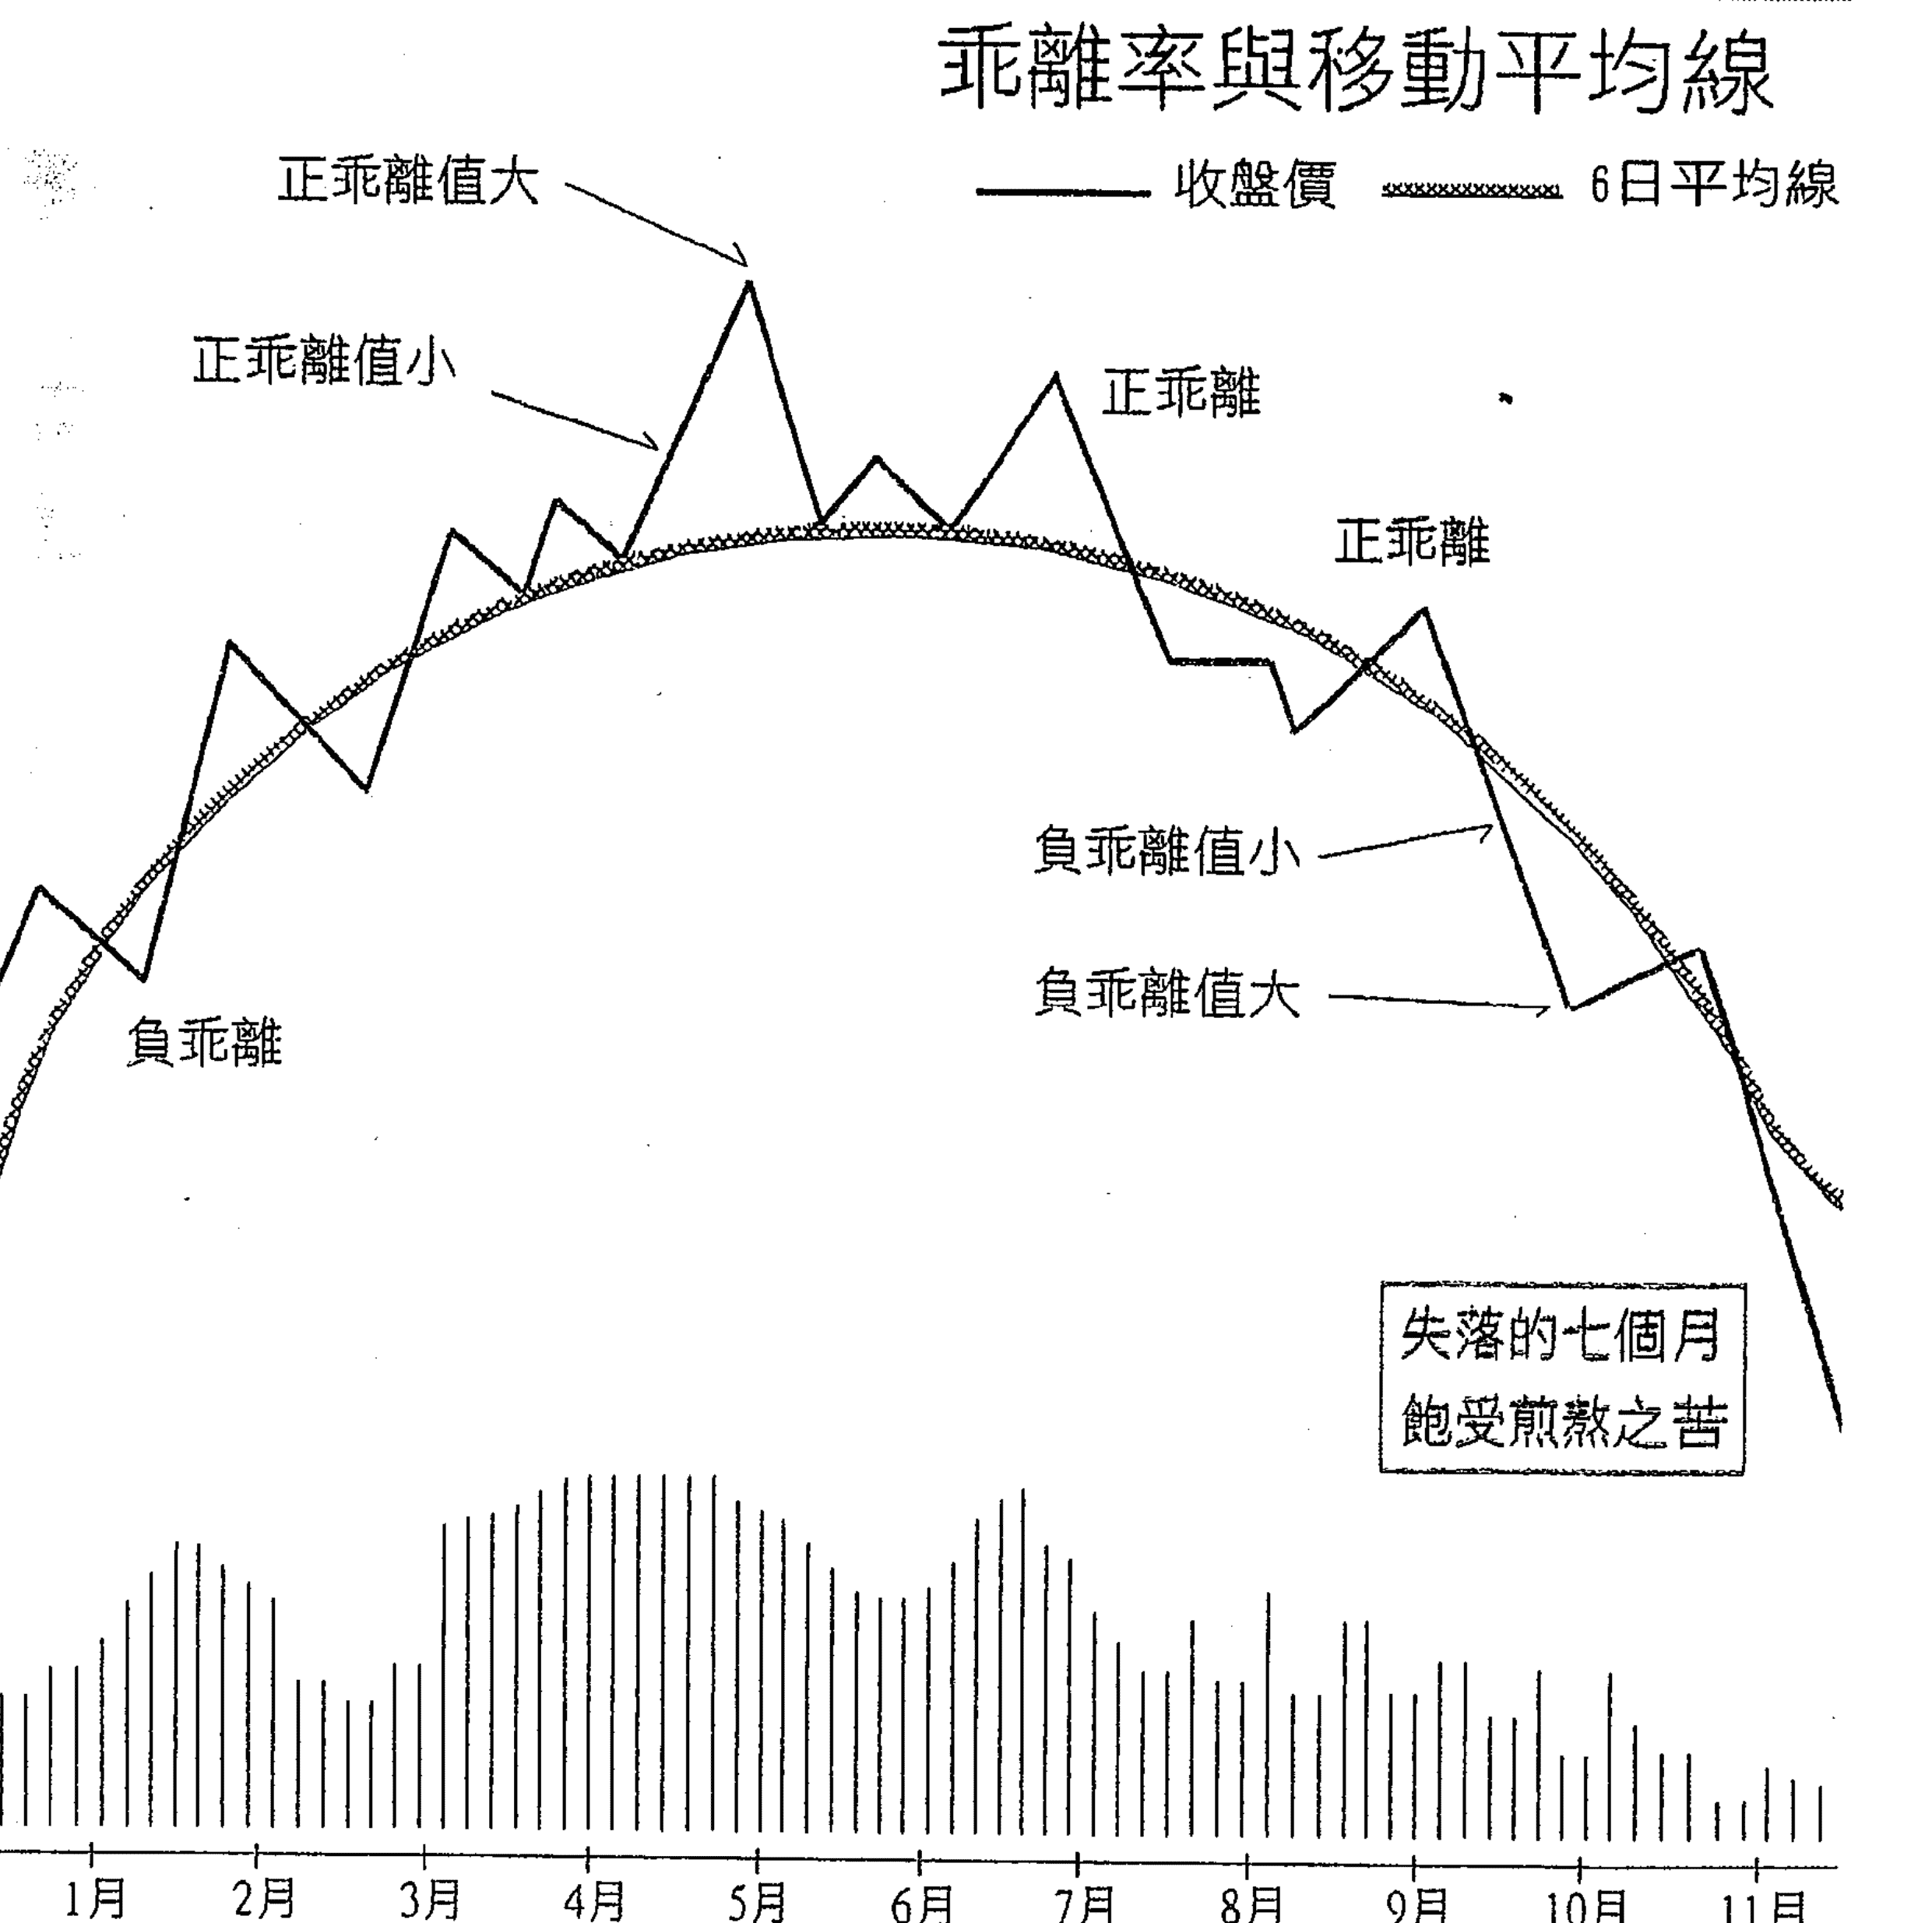 乖離率與移動平均線
收盤價 6日平均線
正乖離值大
正乖離值小
正乖離
正乖離
負乖離值小
負乖離值大
負乖離
失落的七個月
飽受煎熬之苦
1月 2月 3月 4月 5月 6月 7月 8月 9月 10月 11月